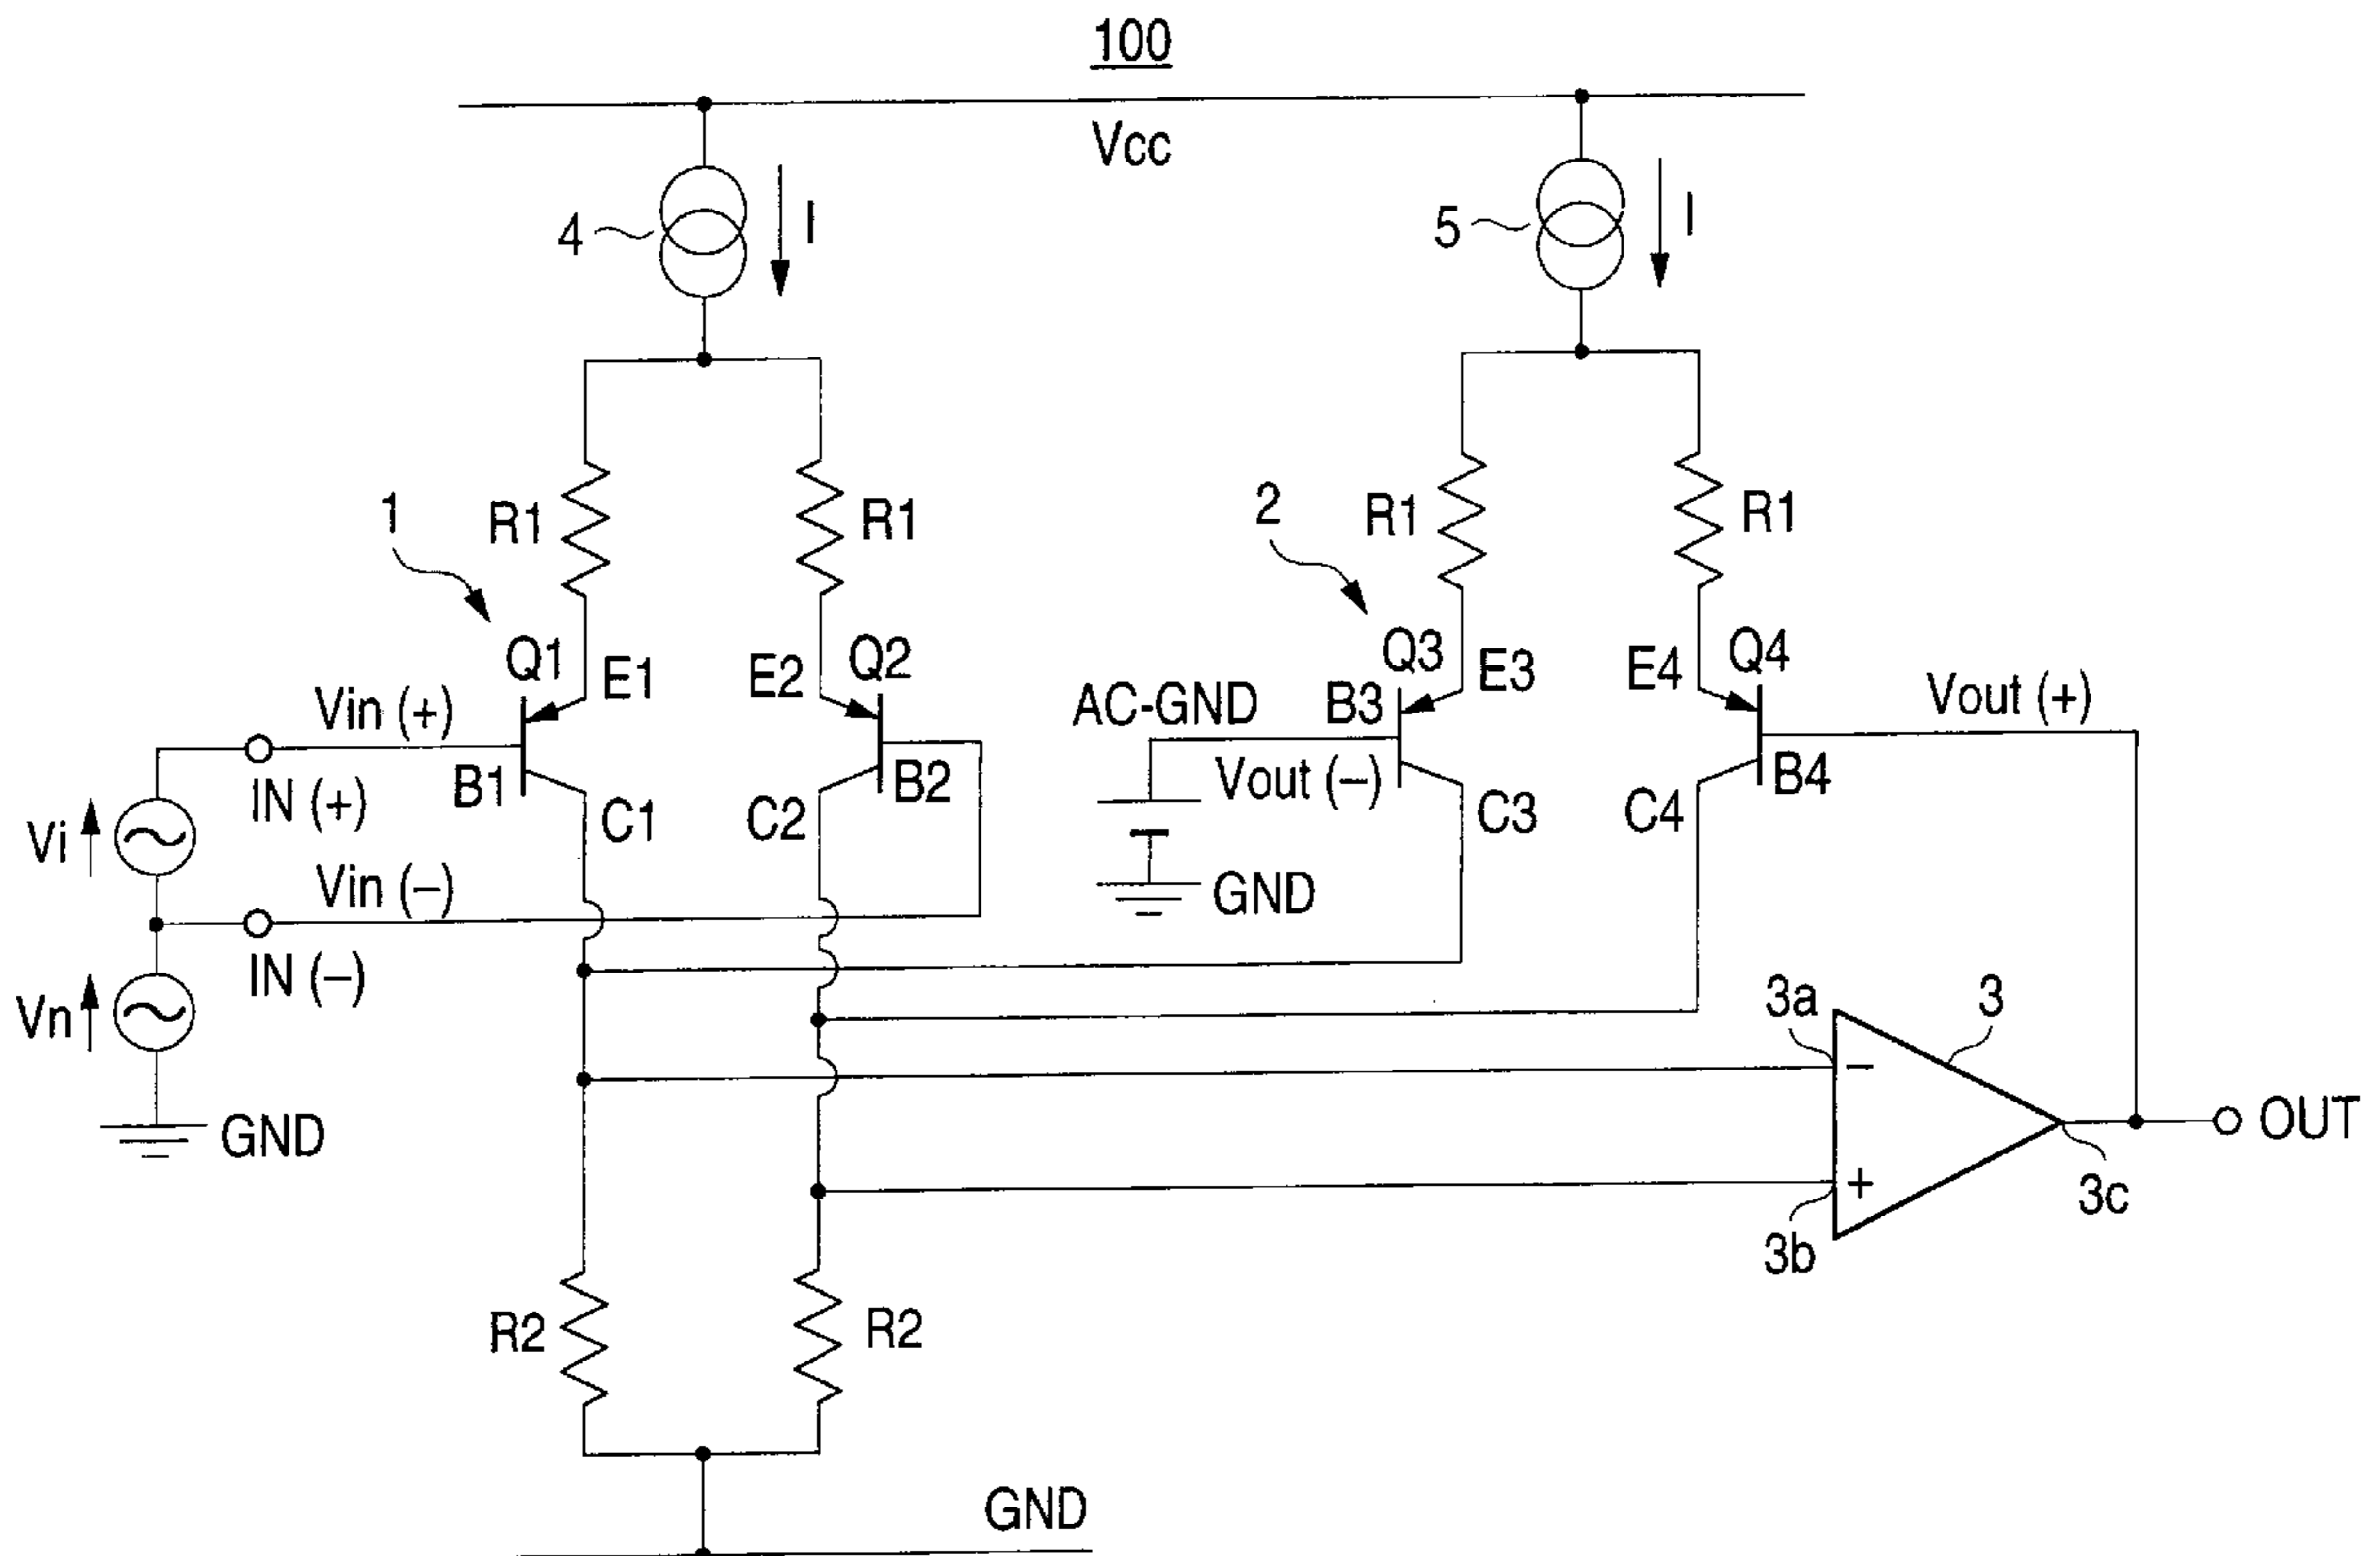 100
Vcc
4
I
5
I
1
R1
R1
2
R1
R1
Q1
E1
E2
Q2
Q3
E3
E4
Q4
Vin (+)
AC-GND
B3
Vout (+)
IN (+)
B1
C1
C2
B2
Vout (–)
C3
C4
B4
Vi
Vin (–)
GND
IN (–)
Vn
3a
3
–
GND
OUT
+
3c
3b
R2
R2
GND